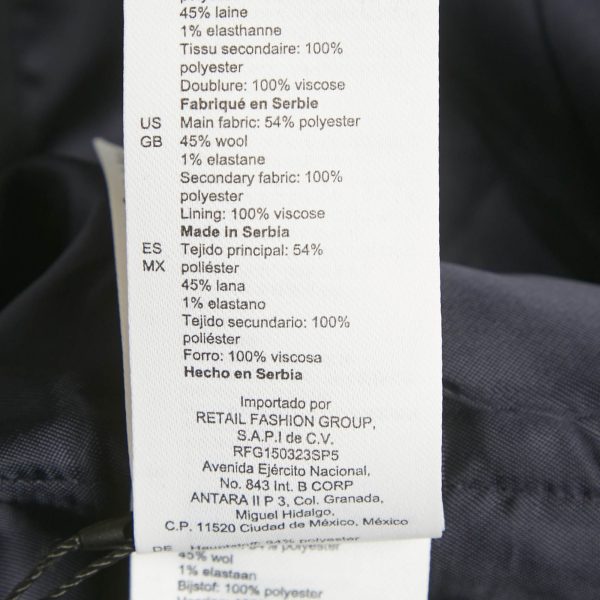 45% laine
1% elasthanne
Tissu secondaire: 100%
polyester
Doublure: 100% viscose
Fabriqué en Serbie
US Main fabric: 54% polyester
GB 45% wool
1% elastane
Secondary fabric: 100%
polyester
Lining: 100% viscose
Made in Serbia
ES Tejido principal: 54%
MX poliéster
45% lana
1% elastano
Tejido secundario: 100%
poliéster
Forro: 100% viscosa
Hecho en Serbia
Importado por
RETAIL FASHION GROUP,
S.A.P.I de C.V.
RFG150323SP5
Avenida Ejército Nacional,
No. 843 Int. B CORP
ANTARA II P 3, Col. Granada,
Miguel Hidalgo,
C.P. 11520 Ciudad de México, México
45% wol
1% elastaan
Bijstof: 100% polyester